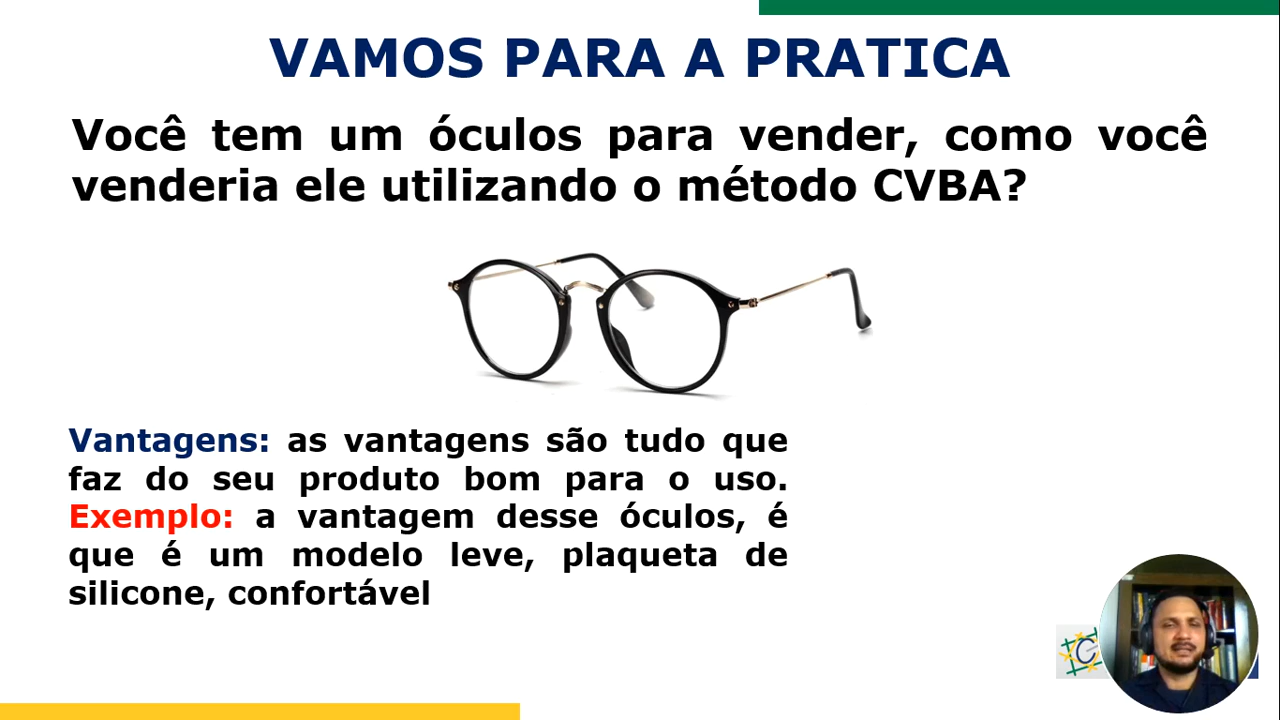 VAMOS PARA A PRATICA
Você tem um óculos para vender, como você
venderia ele utilizando o método CVBA?
Vantagens: as vantagens são tudo que
faz do seu produto bom para o uso.
Exemplo: a vantagem desse óculos, é
que é um modelo leve, plaqueta de
silicone, confortável
C